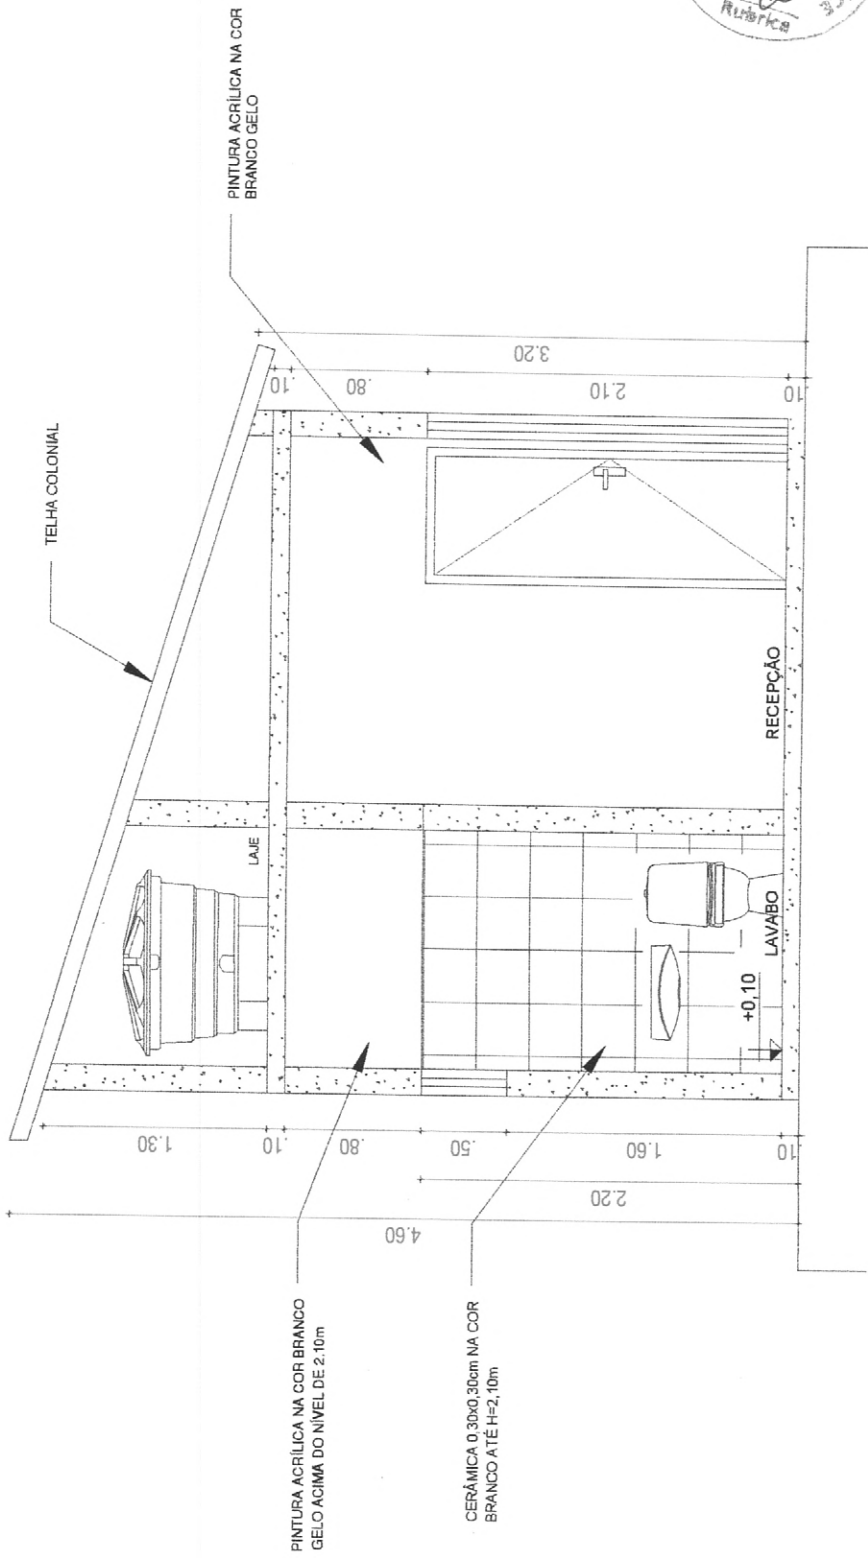 TELHA COLONIAL
PINTURA ACRÍLICA NA COR
BRANCO GELO
PINTURA ACRÍLICA NA COR BRANCO
GELO ACIMA DO NÍVEL DE 2.10m
CERÂMICA 0,30x0,30cm NA COR
BRANCO ATÉ H=2,10m
LAJE
LAVABO
RECEPÇÃO
+0,10
4.60
2.20
1.30
.10
.80
.50
1.60
.10
.10
.80
2.10
.10
3.20
Rubrica